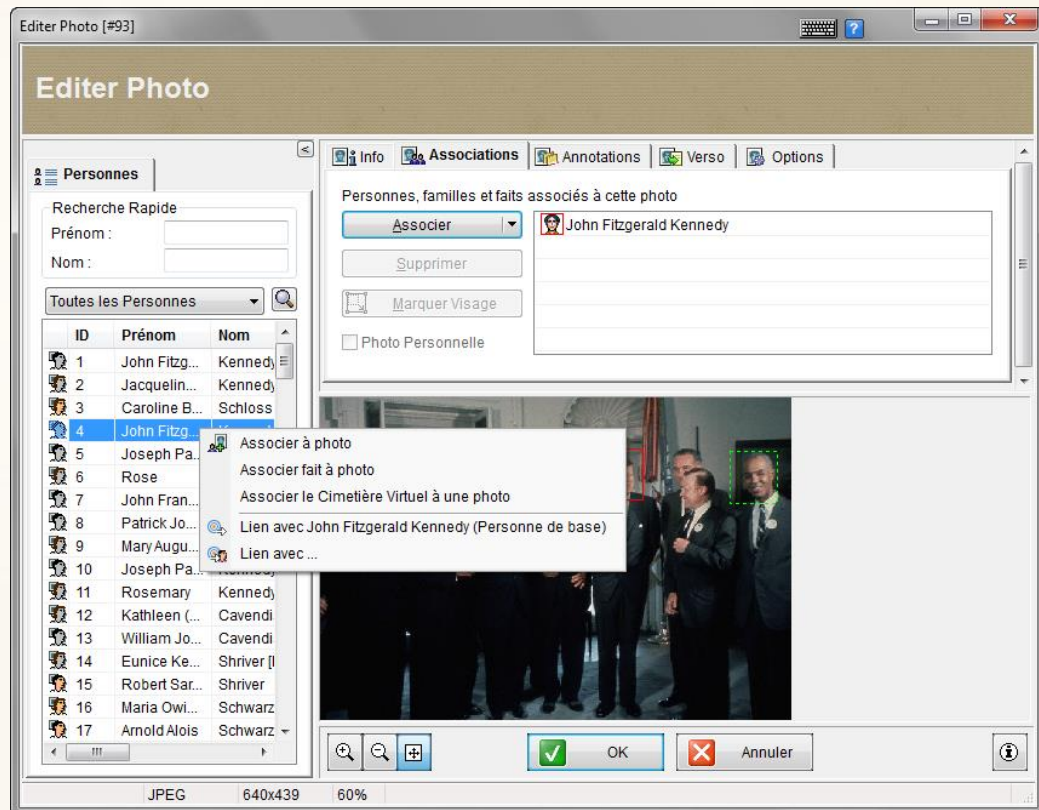 Editer Photo [#93]
Editer Photo
Personnes
Recherche Rapide
Prénom :
Nom :
Toutes les Personnes
ID Prénom Nom
1 John Fitzg... Kennedy
2 Jacquelin... Kennedy
3 Caroline B... Schloss
4 John Fitzg...
5 Joseph Pa...
6 Rose
7 John Fran...
8 Patrick Jo...
9 Mary Augu...
10 Joseph Pa... Kennedy
11 Rosemary Kennedy
12 Kathleen (... Cavendi
13 William Jo... Cavendi
14 Eunice Ke... Shriver [
15 Robert Sar... Shriver
16 Maria Owi... Schwarz
17 Arnold Alois Schwarz
Info Associations Annotations Verso Options
Personnes, familles et faits associés à cette photo
Associer
Supprimer
Marquer Visage
Photo Personnelle
John Fitzgerald Kennedy
Associer à photo
Associer fait à photo
Associer le Cimetière Virtuel à une photo
Lien avec John Fitzgerald Kennedy (Personne de base)
Lien avec ...
OK Annuler
JPEG 640x439 60%